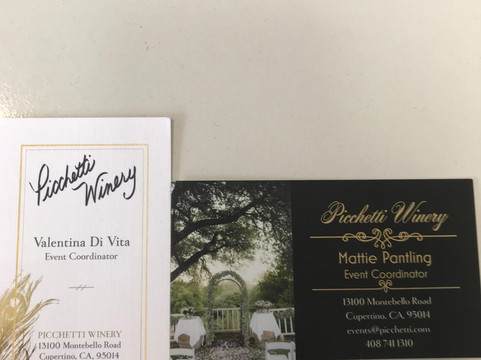 Picchetti
Winery
Valentina Di Vita
Event Coordinator
PICCHETTI WINERY
13100 Montebello Road
Cupertino, CA. 95014
Picchetti Winery
Mattie Pantling
Event Coordinator
13100 Montebello Road
Cupertino, CA. 95014
events@picchetti.com
408 741 1310